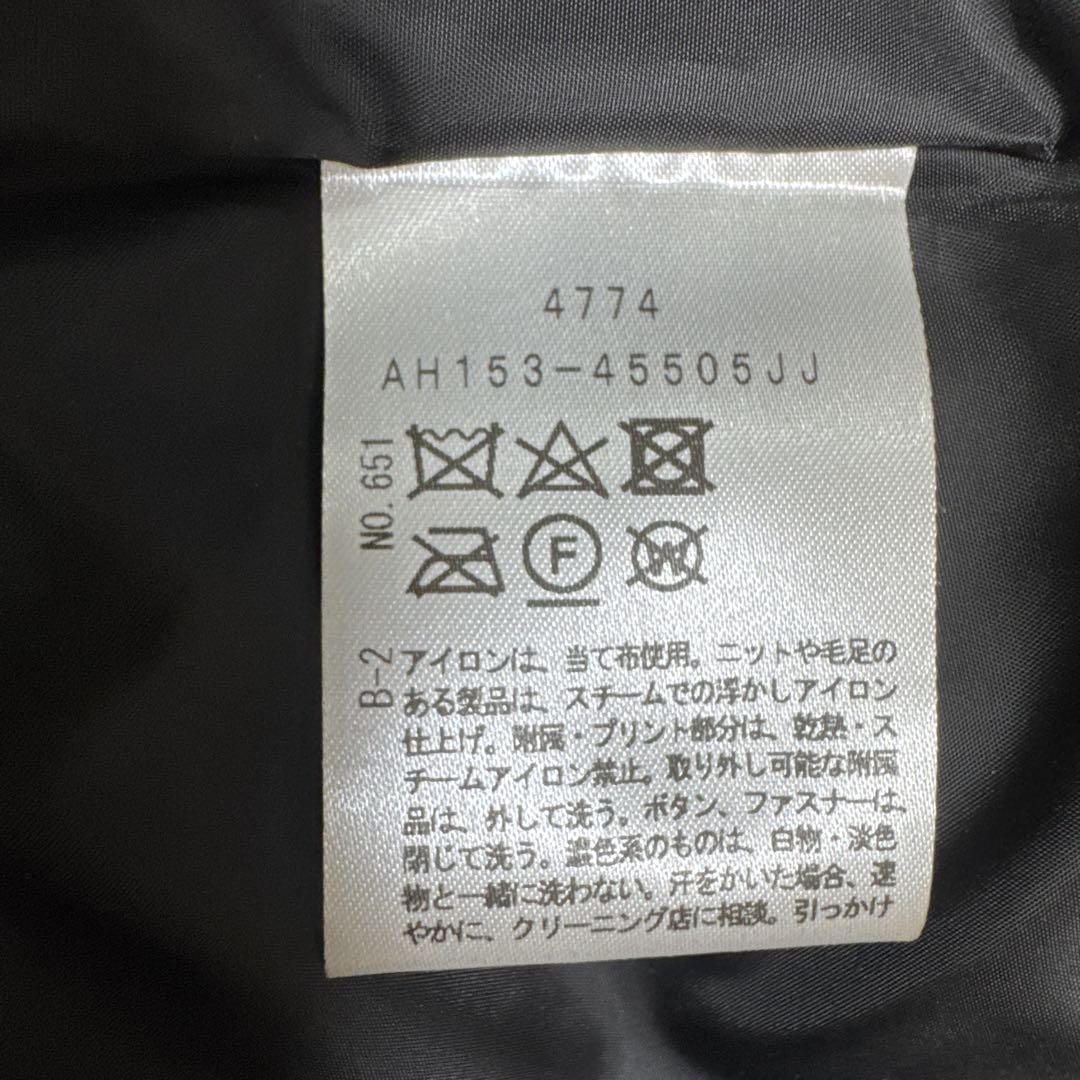 4774
AH153-45505JJ
NO. 651
F
W
B-2
アイロンは、当て布使用。ニットや毛足の
ある製品は、スチームでの浮かしアイロン
仕上げ。附属・プリント部分は、乾熱・ス
チームアイロン禁止。取り外し可能な附属
品は、外して洗う。ボタン、ファスナーは、
閉じて洗う。濃色系のものは、白物・淡色
物と一緒に洗わない。汗をかいた場合、速
やかに、クリーニング店に相談。引っかけ